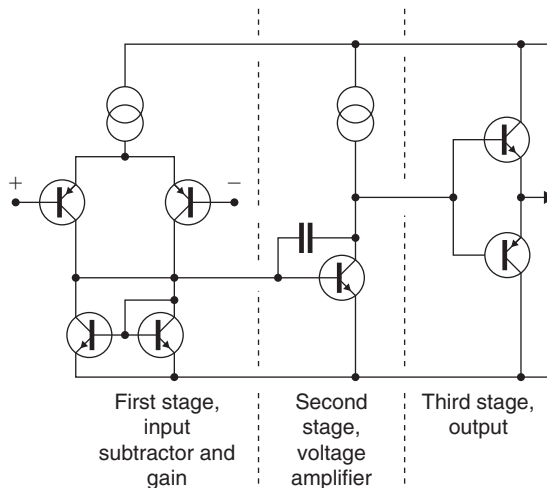 +
−
First stage,
input
subtractor and
gain
Second
stage,
voltage
amplifier
Third stage,
output